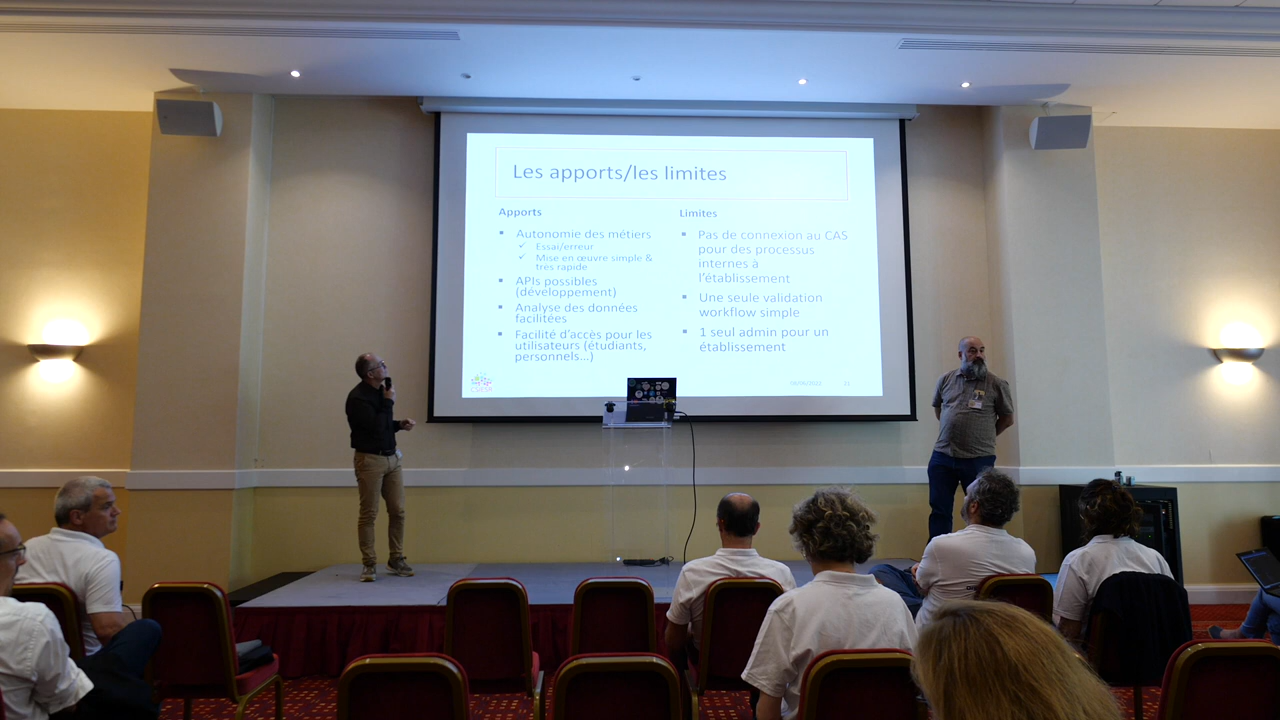 Les apports/les limites
Apports
Autonomie des métiers
Essai/erreur
Mise en œuvre simple &
très rapide
APIs possibles
(développement)
Analyse des données
facilitées
Facilité d'accès pour les
utilisateurs (étudiants,
personnels...)
Limites
Pas de connexion au CAS
pour des processus
internes à
l'établissement
Une seule validation
workflow simple
1 seul admin pour un
établissement
21